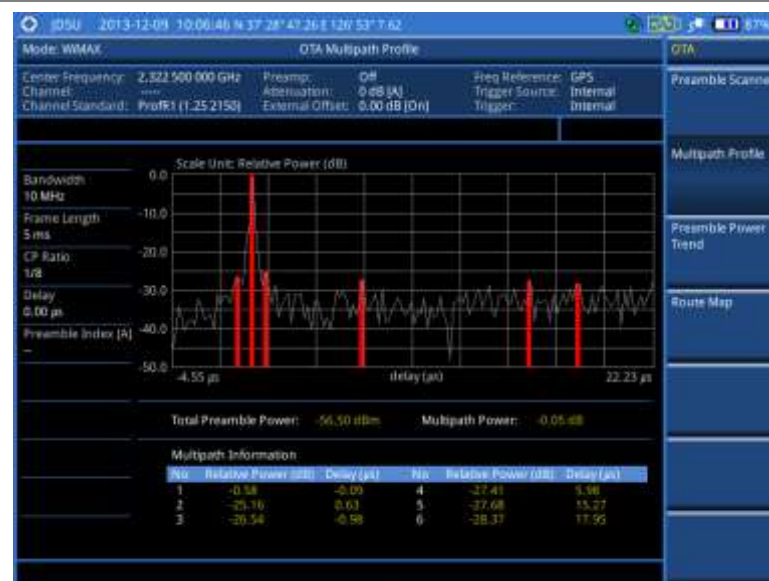 JDSU 2013-12-09 10:06:46 N 37° 28' 47.26 E 126° 53' 7.62 87%
Mode: WiMAX OTA Multipath Profile OTA
Center Frequency: 2.322 500 000 GHz Preamp: Off Freq Reference: GPS
Channel: ----- Attenuation: 0 dB [A] Trigger Source: Internal
Channel Standard: ProfR1 (1.25 2150) External Offset: 0.00 dB [On] Trigger: Internal
Preamble Scanne
Multipath Profile
Preamble Power Trend
Route Map
Scale Unit: Relative Power (dB)
Bandwidth
10 MHz
Frame Length
5 ms
CP Ratio
1/8
Delay
0.00 µs
Preamble Index [A]
--
0.0
-10.0
-20.0
-30.0
-40.0
-50.0
-4.55 µs delay (µs) 22.23 µs
Total Preamble Power: -56.50 dBm Multipath Power: -0.05 dB
Multipath Information
No Relative Power (dB) Delay (µs) No Relative Power (dB) Delay (µs)
1 -0.58 -0.09 4 -27.41 5.98
2 -25.16 0.63 5 -27.68 15.27
3 -26.54 -0.98 6 -28.37 17.95